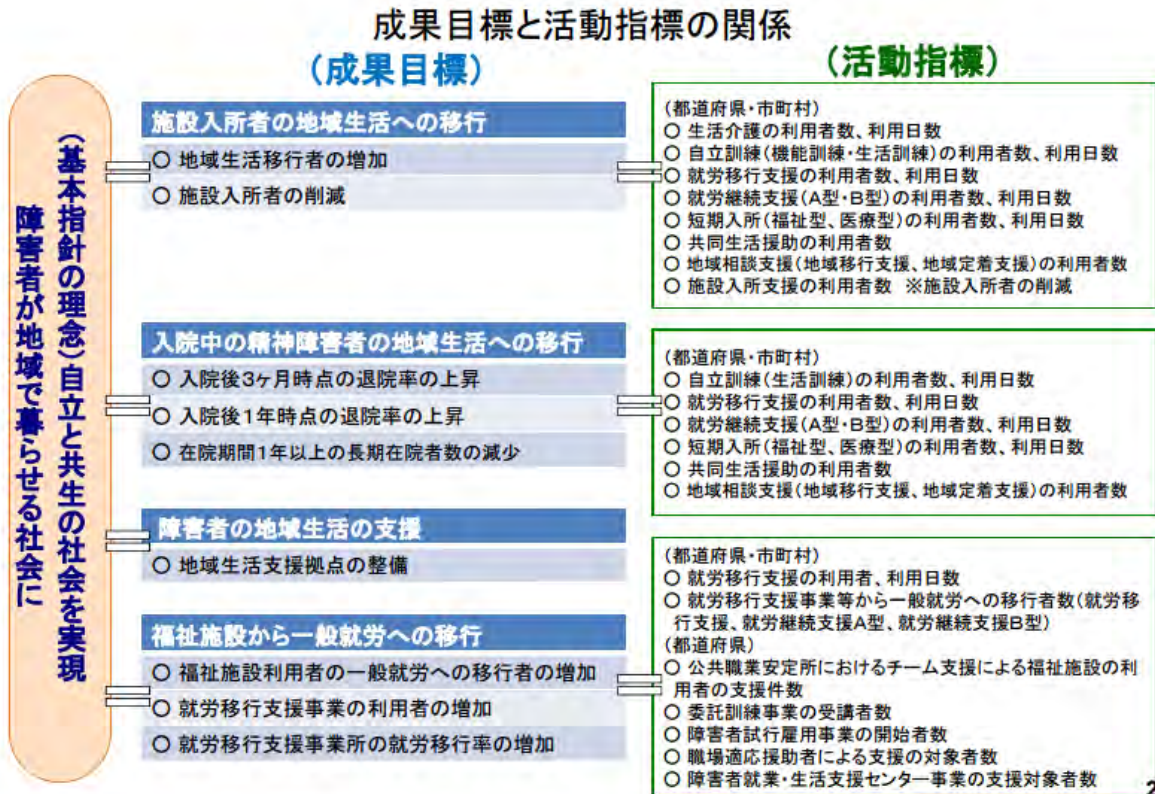 成果目標と活動指標の関係
(成果目標)
(活動指標)
(基本指針の理念)自立と共生の社会を実現
障害者が地域で暮らせる社会に
施設入所者の地域生活への移行
○ 地域生活移行者の増加
○ 施設入所者の削減
(都道府県・市町村)
○ 生活介護の利用者数、利用日数
○ 自立訓練(機能訓練・生活訓練)の利用者数、利用日数
○ 就労移行支援の利用者数、利用日数
○ 就労継続支援(A型・B型)の利用者数、利用日数
○ 短期入所(福祉型、医療型)の利用者数、利用日数
○ 共同生活援助の利用者数
○ 地域相談支援(地域移行支援、地域定着支援)の利用者数
○ 施設入所支援の利用者数 ※施設入所者の削減
入院中の精神障害者の地域生活への移行
○ 入院後3ヶ月時点の退院率の上昇
○ 入院後1年時点の退院率の上昇
○ 在院期間1年以上の長期在院者数の減少
(都道府県・市町村)
○ 自立訓練(生活訓練)の利用者数、利用日数
○ 就労移行支援の利用者数、利用日数
○ 就労継続支援(A型・B型)の利用者数、利用日数
○ 短期入所(福祉型、医療型)の利用者数、利用日数
○ 共同生活援助の利用者数
○ 地域相談支援(地域移行支援、地域定着支援)の利用者数
障害者の地域生活の支援
○ 地域生活支援拠点の整備
福祉施設から一般就労への移行
○ 福祉施設利用者の一般就労への移行者の増加
○ 就労移行支援事業の利用者の増加
○ 就労移行支援事業所の就労移行率の増加
(都道府県・市町村)
○ 就労移行支援の利用者、利用日数
○ 就労移行支援事業等から一般就労への移行者数(就労移
行支援、就労継続支援A型、就労継続支援B型)
(都道府県)
○ 公共職業安定所におけるチーム支援による福祉施設の利
用者の支援件数
○ 委託訓練事業の受講者数
○ 障害者試行雇用事業の開始者数
○ 職場適応援助者による支援の対象者数
○ 障害者就業・生活支援センター事業の支援対象者数
2